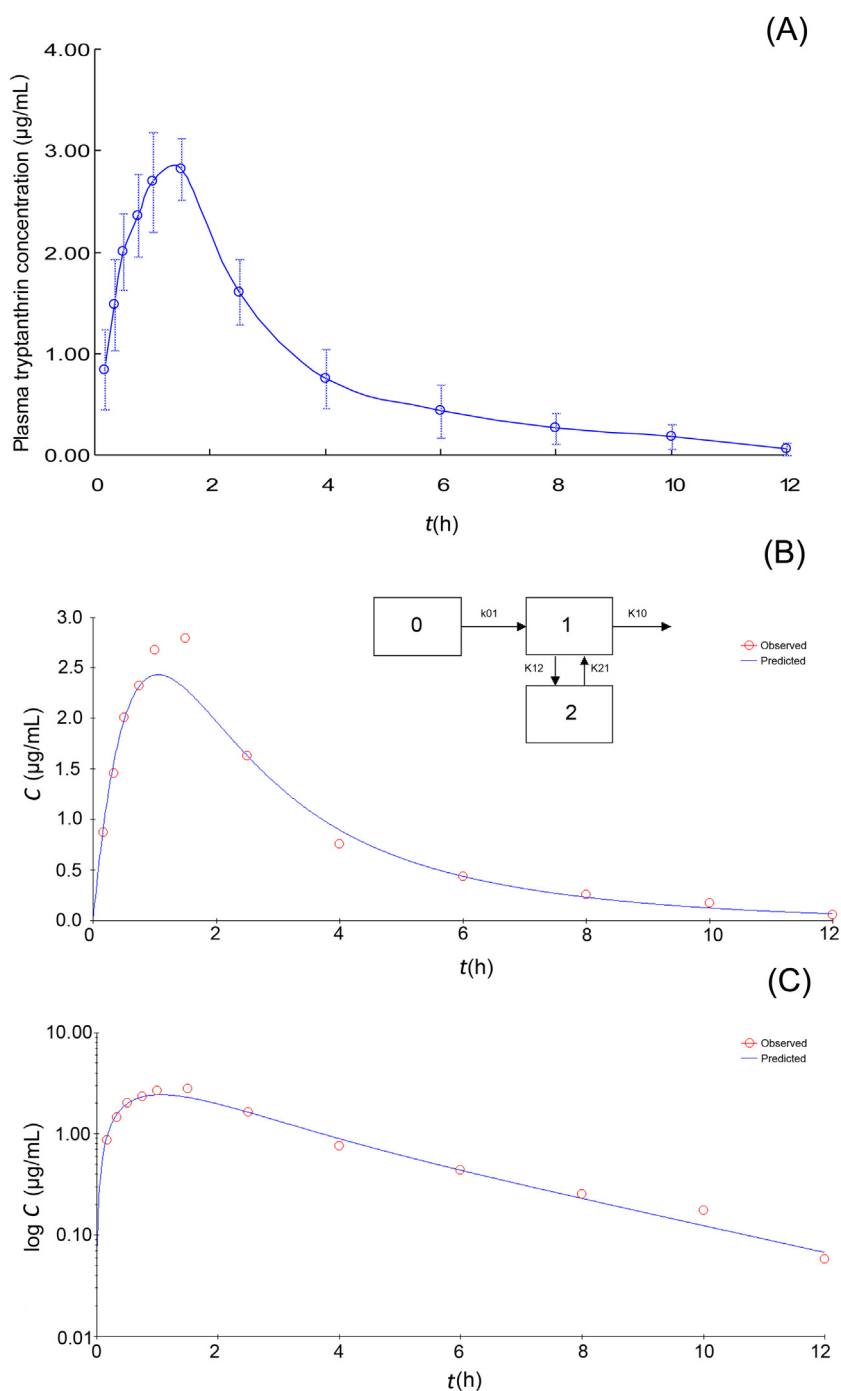 (A)
Plasma tryptanthrin concentration (µg/mL)
4.00
3.00
2.00
1.00
0.00
0 2 4 6 8 10 12
t(h)
(B)
C (µg/mL)
3.0
2.5
2.0
1.5
1.0
0.5
0.0
0 k01 1 K10
K12 K21
2
Observed
Predicted
0 2 4 6 8 10 12
t(h)
(C)
log C (µg/mL)
10.00
1.00
0.10
0.01
Observed
Predicted
0 2 4 6 8 10 12
t(h)